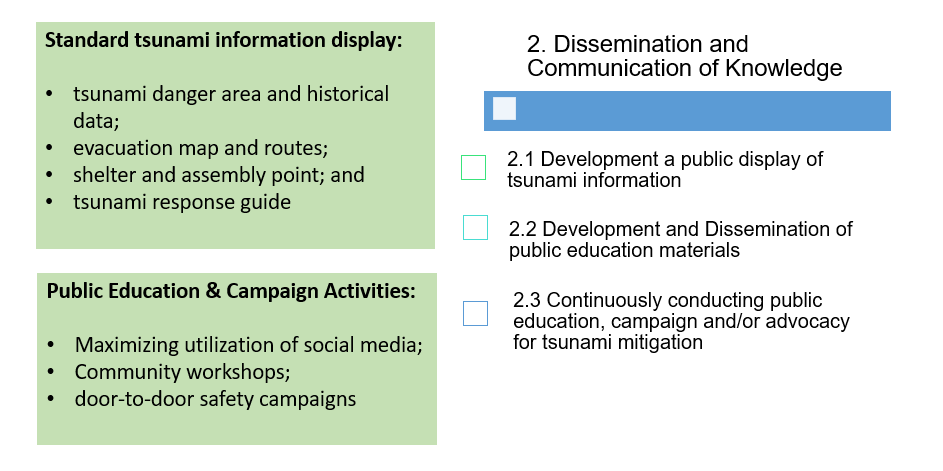 Standard tsunami information display:
• tsunami danger area and historical
data;
• evacuation map and routes;
• shelter and assembly point; and
• tsunami response guide
Public Education & Campaign Activities:
• Maximizing utilization of social media;
• Community workshops;
• door-to-door safety campaigns
2. Dissemination and
Communication of Knowledge
2.1 Development a public display of
tsunami information
2.2 Development and Dissemination of
public education materials
2.3 Continuously conducting public
education, campaign and/or advocacy
for tsunami mitigation